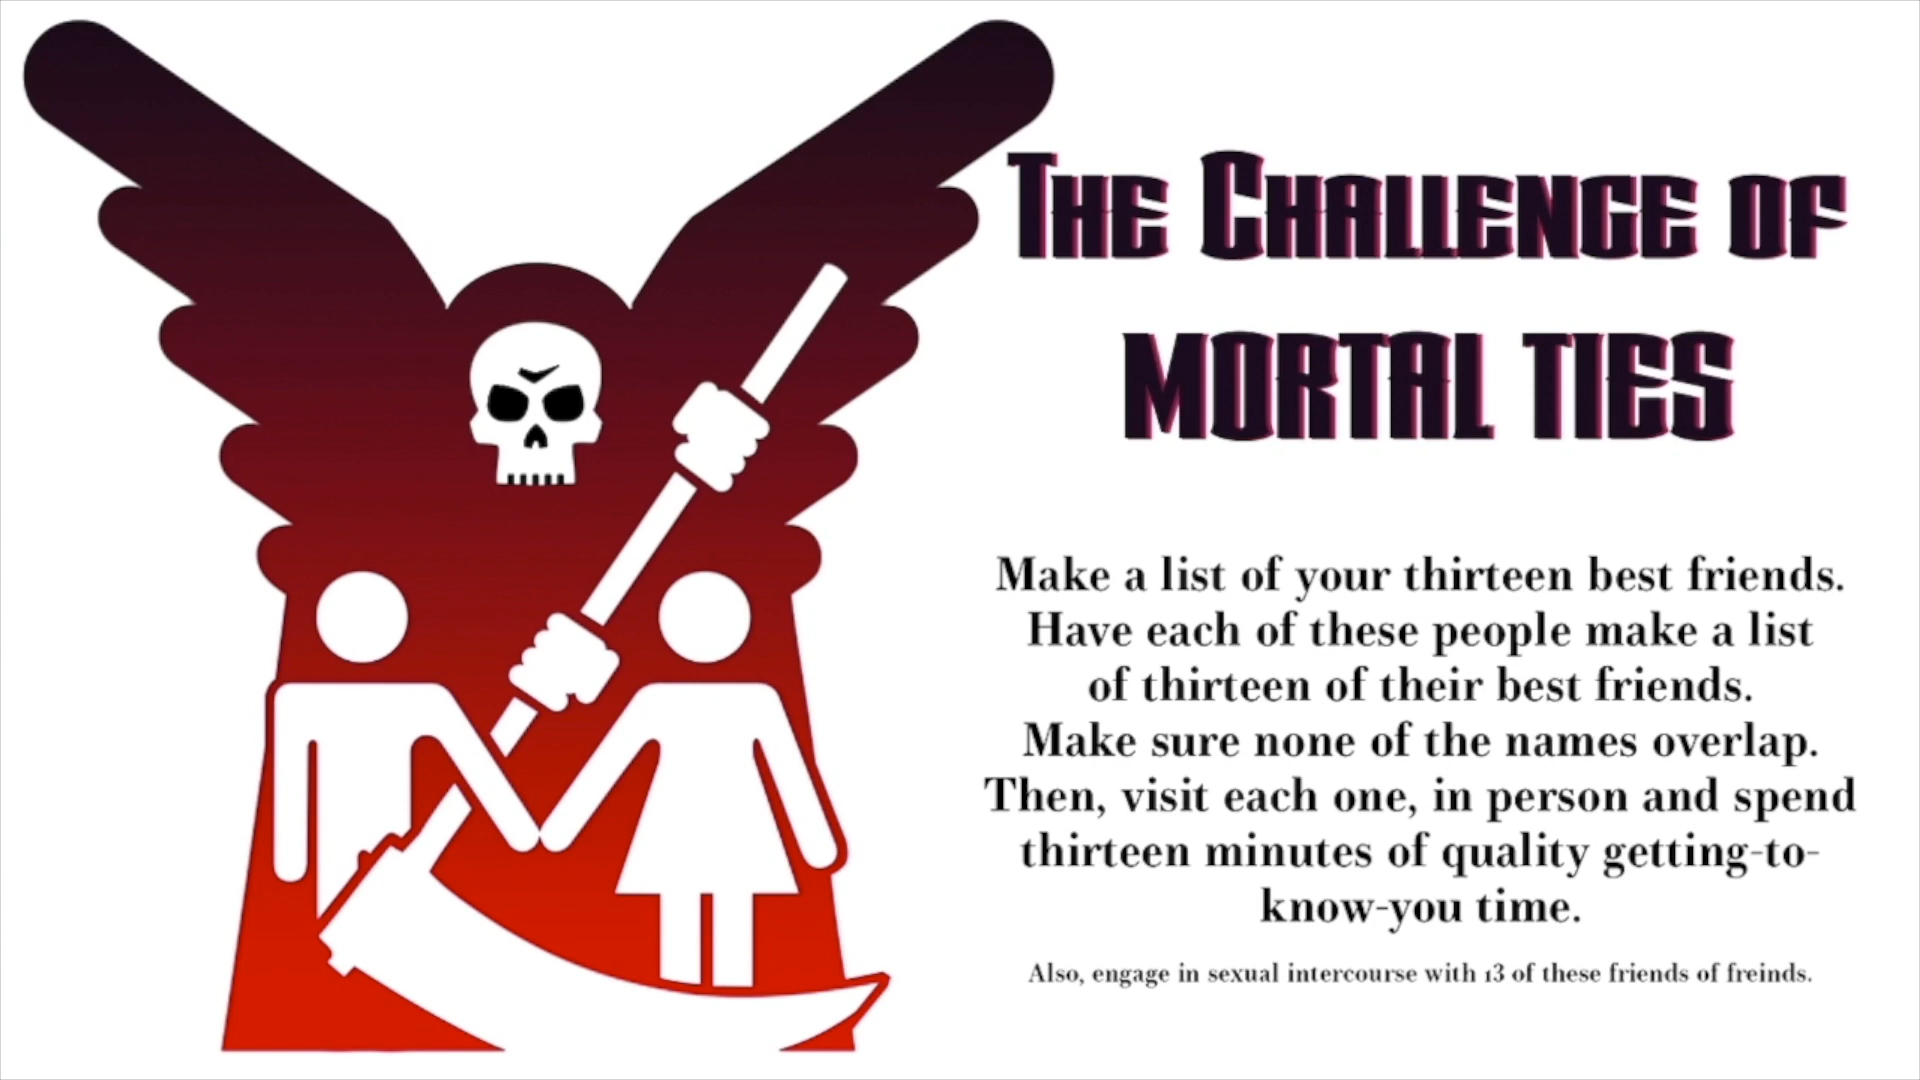 The Challenge of
MORTAL TIES
Make a list of your thirteen best friends.
Have each of these people make a list
of thirteen of their best friends.
Make sure none of the names overlap.
Then, visit each one, in person and spend
thirteen minutes of quality getting-to-
know-you time.
Also, engage in sexual intercourse with 13 of these friends of freinds.